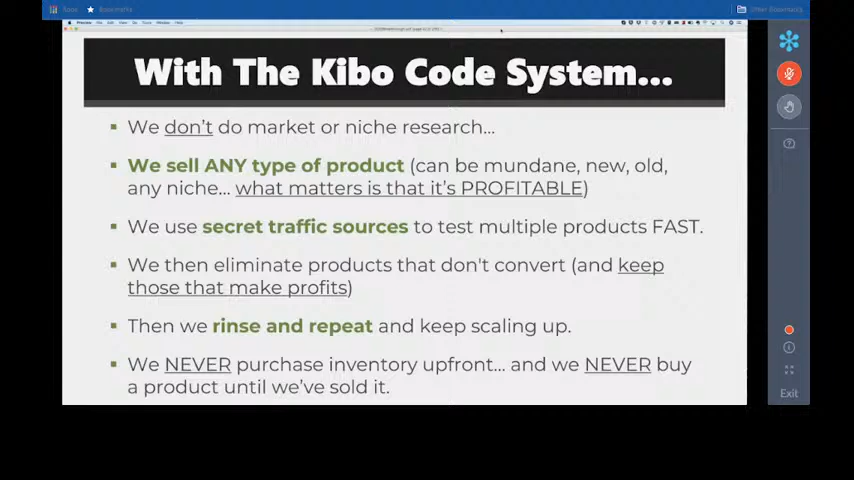 Apps Bookmarks Other Bookmarks
With The Kibo Code System...
We don't do market or niche research...
We sell ANY type of product (can be mundane, new, old,
any niche... what matters is that it's PROFITABLE)
We use secret traffic sources to test multiple products FAST.
We then eliminate products that don't convert (and keep
those that make profits)
Then we rinse and repeat and keep scaling up.
We NEVER purchase inventory upfront... and we NEVER buy
a product until we've sold it.
Exit